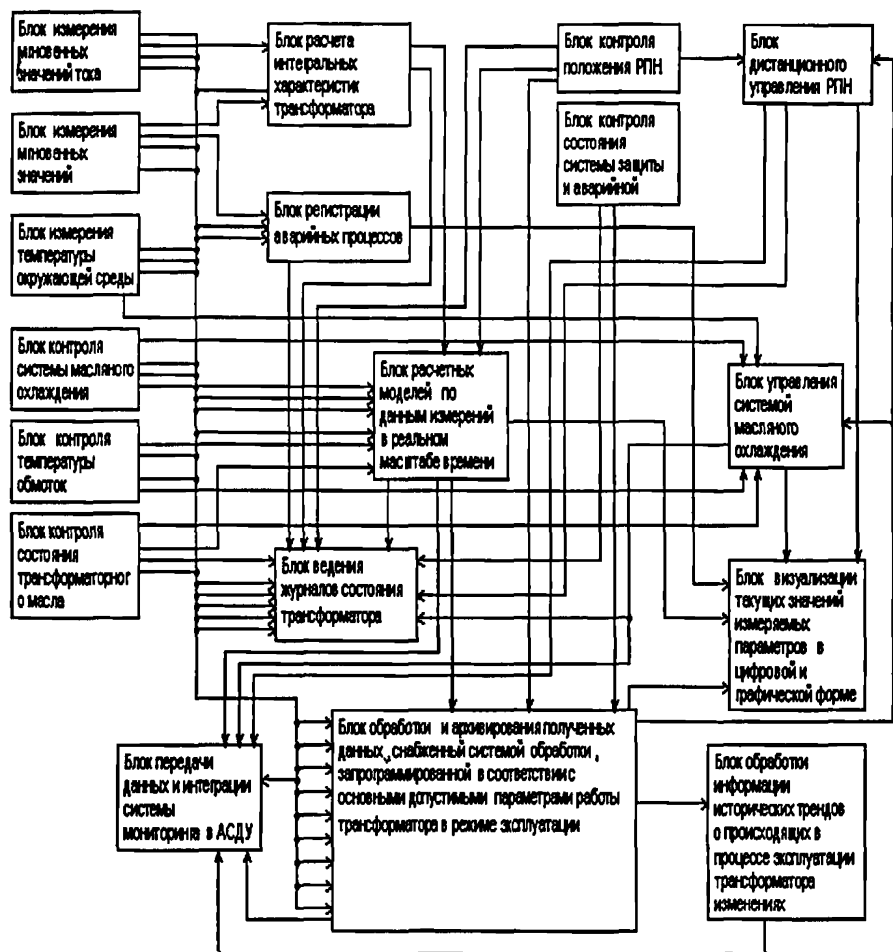 Блок измерения
мгновенных
значений тока
Блок расчета
интегральных
характеристик
трансформатора
Блок контроля
положения РПН
Блок
дистанционного
управления РПН
Блок измерения
мгновенных
значений
Блок контроля
состояния
системы защиты
и аварийной
Блок регистрации
аварийных процессов
Блок измерения
температуры
окружающей среды
Блок контроля
системы масляного
охлаждения
Блок расчетных
моделей по
данным измерений
в реальном
масштабе времени
Блок управления
системой
масляного
охлаждения
Блок контроля
температуры
обмоток
Блок контроля
состояния
трансформаторног
о масла
Блок ведения
журналов состояния
трансформатора
Блок визуализации
текущих значений
измеряемых
параметров в
цифровой и
графической форме
Блок передачи
данных и интеграции
системы
мониторинга в АСДУ
Блок обработки и архивирования полученных
данных, снабженный системой обработки,
запрограммированной в соответствии с
основными допустимыми параметрами работы
трансформатора в режиме эксплуатации
Блок обработки
информации
исторических трендов
о происходящих в
процессе эксплуатации
трансформатора
изменениях